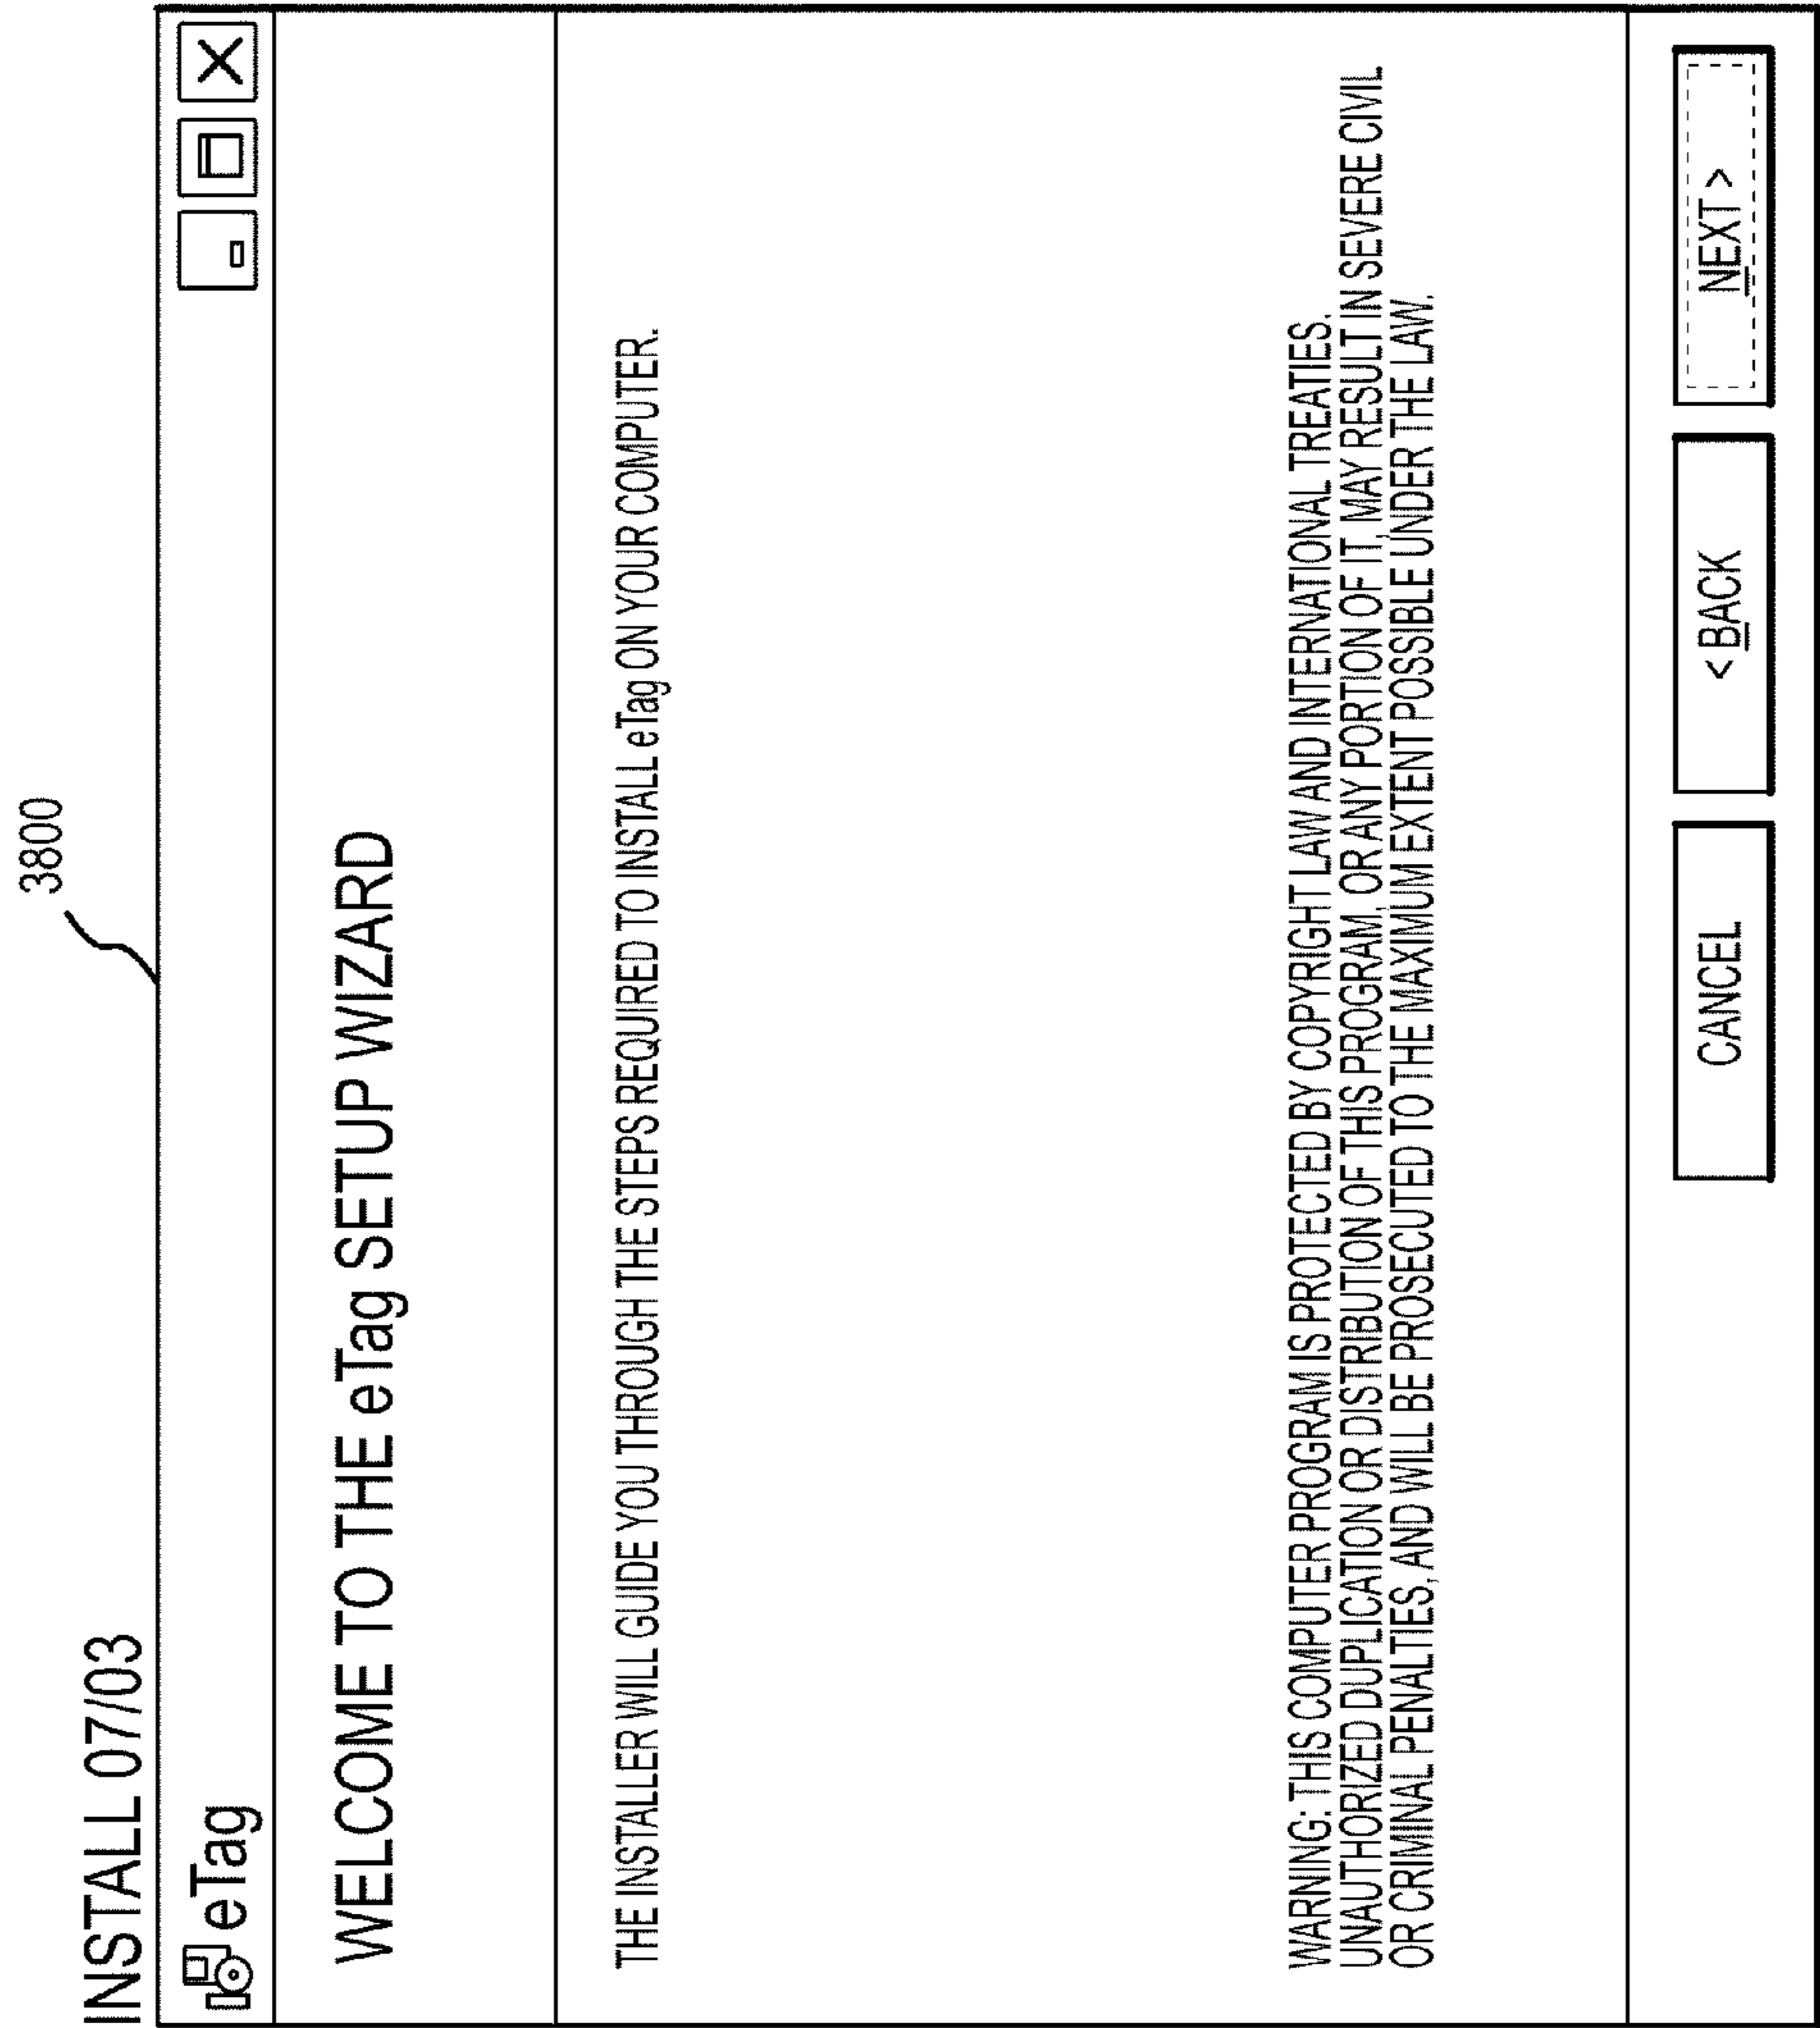 3800
INSTALL 07/03
eTag
WELCOME TO THE eTag SETUP WIZARD
THE INSTALLER WILL GUIDE YOU THROUGH THE STEPS REQUIRED TO INSTALL eTag ON YOUR COMPUTER.
WARNING: THIS COMPUTER PROGRAM IS PROTECTED BY COPYRIGHT LAW AND INTERNATIONAL TREATIES.
UNAUTHORIZED DUPLICATION OR DISTRIBUTION OF THIS PROGRAM, OR ANY PORTION OF IT, MAY RESULT IN SEVERE CIVIL
OR CRIMINAL PENALTIES, AND WILL BE PROSECUTED TO THE MAXIMUM EXTENT POSSIBLE UNDER THE LAW.
CANCEL
< BACK
NEXT >